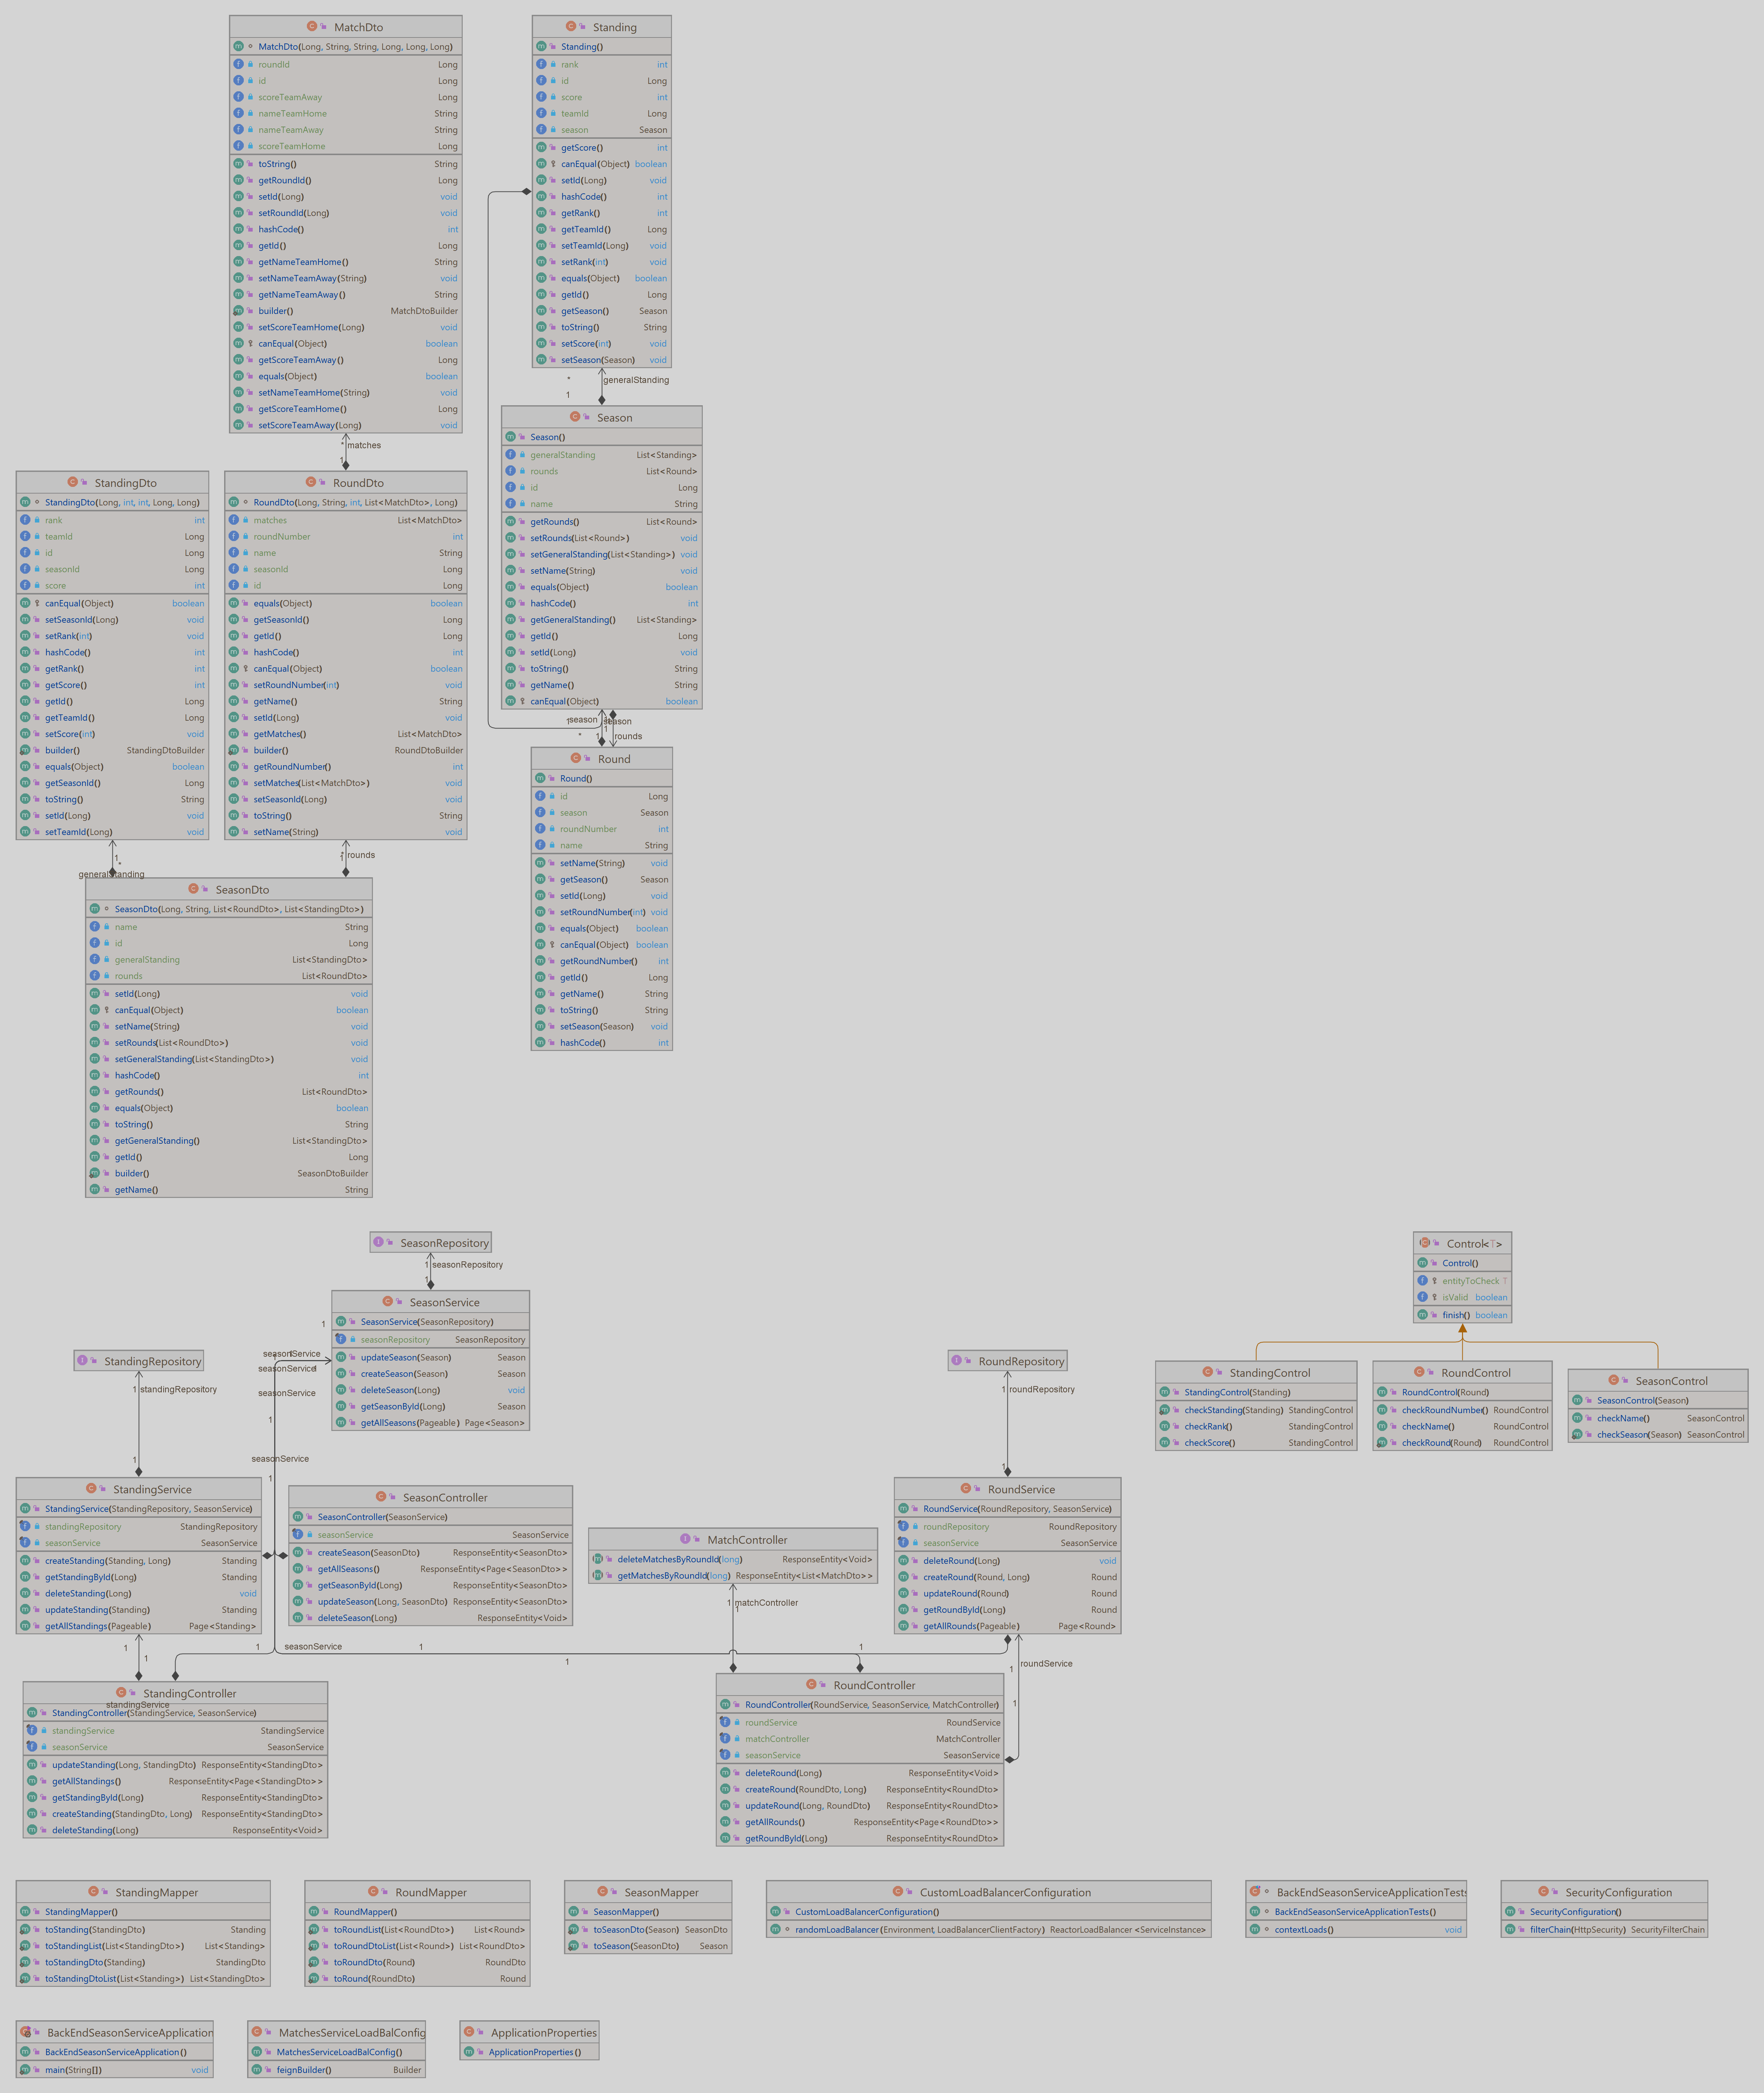 MatchDto
MatchDto(Long, String, String, Long, Long, Long)
roundId Long
id Long
scoreTeamAway Long
nameTeamHome String
nameTeamAway String
scoreTeamHome Long
toString() String
getRoundId() Long
setId(Long) void
setRoundId(Long) void
hashCode() int
getId() Long
getNameTeamHome() String
setNameTeamAway(String) void
getNameTeamAway() String
builder() MatchDtoBuilder
setScoreTeamHome(Long) void
canEqual(Object) boolean
getScoreTeamAway() Long
equals(Object) boolean
setNameTeamHome(String) void
getScoreTeamHome() Long
setScoreTeamAway(Long) void
Standing
Standing()
rank int
id Long
score int
teamId Long
season Season
getScore() int
canEqual(Object) boolean
setId(Long) void
hashCode() int
getRank() int
getTeamId() Long
setTeamId(Long) void
setRank(int) void
equals(Object) boolean
getId() Long
getSeason() Season
toString() String
setScore(int) void
setSeason(Season) void
* generalStanding
1
Season
Season()
generalStanding List<Standing>
rounds List<Round>
id Long
name String
getRounds() List<Round>
setRounds(List<Round>) void
setGeneralStanding(List<Standing>) void
setName(String) void
equals(Object) boolean
hashCode() int
getGeneralStanding() List<Standing>
getId() Long
setId(Long) void
toString() String
getName() String
canEqual(Object) boolean
* matches
1
StandingDto
StandingDto(Long, int, int, Long, Long)
rank int
teamId Long
id Long
seasonId Long
score int
canEqual(Object) boolean
setSeasonId(Long) void
setRank(int) void
hashCode() int
getRank() int
getScore() int
getId() Long
getTeamId() Long
setScore(int) void
builder() StandingDtoBuilder
equals(Object) boolean
getSeasonId() Long
toString() String
setId(Long) void
setTeamId(Long) void
RoundDto
RoundDto(Long, String, int, List<MatchDto>, Long)
matches List<MatchDto>
roundNumber int
name String
seasonId Long
id Long
equals(Object) boolean
getSeasonId() Long
getId() Long
hashCode() int
canEqual(Object) boolean
setRoundNumber(int) void
getName() String
setId(Long) void
getMatches() List<MatchDto>
builder() RoundDtoBuilder
getRoundNumber() int
setMatches(List<MatchDto>) void
setSeasonId(Long) void
toString() String
setName(String) void
season
season
1
* 1 rounds
Round
Round()
id Long
season Season
roundNumber int
name String
setName(String) void
getSeason() Season
setId(Long) void
setRoundNumber(int) void
equals(Object) boolean
canEqual(Object) boolean
getRoundNumber() int
getId() Long
getName() String
toString() String
setSeason(Season) void
hashCode() int
1
*
generalStanding
rounds
SeasonDto
SeasonDto(Long, String, List<RoundDto>, List<StandingDto>)
name String
id Long
generalStanding List<StandingDto>
rounds List<RoundDto>
setId(Long) void
canEqual(Object) boolean
setName(String) void
setRounds(List<RoundDto>) void
setGeneralStanding(List<StandingDto>) void
hashCode() int
getRounds() List<RoundDto>
equals(Object) boolean
toString() String
getGeneralStanding() List<StandingDto>
getId() Long
builder() SeasonDtoBuilder
getName() String
SeasonRepository
1 seasonRepository
1
SeasonService
SeasonService(SeasonRepository)
seasonRepository SeasonRepository
updateSeason(Season) Season
createSeason(Season) Season
deleteSeason(Long) void
getSeasonById(Long) Season
getAllSeasons(Pageable) Page<Season>
Control<T>
Control()
entityToCheck T
isValid boolean
finish() boolean
StandingControl
StandingControl(Standing)
checkStanding(Standing) StandingControl
checkRank() StandingControl
checkScore() StandingControl
RoundControl
RoundControl(Round)
checkRoundNumber() RoundControl
checkName() RoundControl
checkRound(Round) RoundControl
SeasonControl
SeasonControl(Season)
checkName() SeasonControl
checkSeason(Season) SeasonControl
StandingRepository
1 standingRepository
1
1
seasonService
seasonService
seasonService
1
seasonService
1
RoundRepository
1 roundRepository
1
StandingService
StandingService(StandingRepository, SeasonService)
standingRepository StandingRepository
seasonService SeasonService
createStanding(Standing, Long) Standing
getStandingById(Long) Standing
deleteStanding(Long) void
updateStanding(Standing) Standing
getAllStandings(Pageable) Page<Standing>
SeasonController
SeasonController(SeasonService)
seasonService SeasonService
createSeason(SeasonDto) ResponseEntity<SeasonDto>
getAllSeasons() ResponseEntity<Page<SeasonDto>>
getSeasonById(Long) ResponseEntity<SeasonDto>
updateSeason(Long, SeasonDto) ResponseEntity<SeasonDto>
deleteSeason(Long) ResponseEntity<Void>
MatchController
deleteMatchesByRoundId(long) ResponseEntity<Void>
getMatchesByRoundId(long) ResponseEntity<List<MatchDto>>
1 matchController
1
RoundService
RoundService(RoundRepository, SeasonService)
roundRepository RoundRepository
seasonService SeasonService
deleteRound(Long) void
createRound(Round, Long) Round
updateRound(Round) Round
getRoundById(Long) Round
getAllRounds(Pageable) Page<Round>
1 1 seasonService 1 1
1 1
1 roundService
1
StandingController
standingService
StandingController(StandingService, SeasonService)
standingService StandingService
seasonService SeasonService
updateStanding(Long, StandingDto) ResponseEntity<StandingDto>
getAllStandings() ResponseEntity<Page<StandingDto>>
getStandingById(Long) ResponseEntity<StandingDto>
createStanding(StandingDto, Long) ResponseEntity<StandingDto>
deleteStanding(Long) ResponseEntity<Void>
RoundController
RoundController(RoundService, SeasonService, MatchController)
roundService RoundService
matchController MatchController
seasonService SeasonService
deleteRound(Long) ResponseEntity<Void>
createRound(RoundDto, Long) ResponseEntity<RoundDto>
updateRound(Long, RoundDto) ResponseEntity<RoundDto>
getAllRounds() ResponseEntity<Page<RoundDto>>
getRoundById(Long) ResponseEntity<RoundDto>
StandingMapper
StandingMapper()
toStanding(StandingDto) Standing
toStandingList(List<StandingDto>) List<Standing>
toStandingDto(Standing) StandingDto
toStandingDtoList(List<Standing>) List<StandingDto>
RoundMapper
RoundMapper()
toRoundList(List<RoundDto>) List<Round>
toRoundDtoList(List<Round>) List<RoundDto>
toRoundDto(Round) RoundDto
toRound(RoundDto) Round
SeasonMapper
SeasonMapper()
toSeasonDto(Season) SeasonDto
toSeason(SeasonDto) Season
CustomLoadBalancerConfiguration
CustomLoadBalancerConfiguration()
randomLoadBalancer(Environment, LoadBalancerClientFactory) ReactorLoadBalancer<ServiceInstance>
BackEndSeasonServiceApplicationTests
BackEndSeasonServiceApplicationTests()
contextLoads() void
SecurityConfiguration
SecurityConfiguration()
filterChain(HttpSecurity) SecurityFilterChain
BackEndSeasonServiceApplication
BackEndSeasonServiceApplication()
main(String[]) void
MatchesServiceLoadBalConfig
MatchesServiceLoadBalConfig()
feignBuilder() Builder
ApplicationProperties
ApplicationProperties()